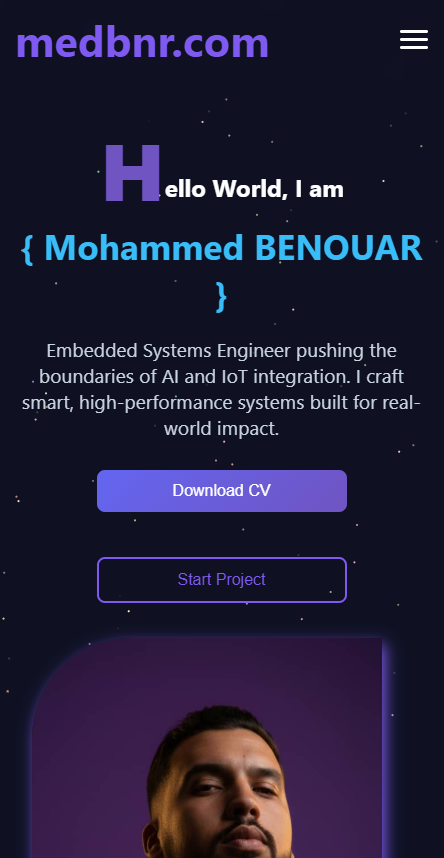 medbnr.com
Hello World, I am
{ Mohammed BENOUAR
}
Embedded Systems Engineer pushing the
boundaries of AI and IoT integration. I craft
smart, high-performance systems built for real-
world impact.
Download CV
Start Project